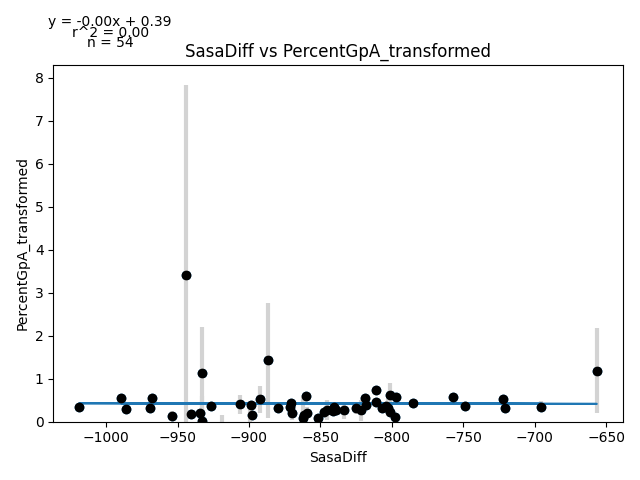 y = -0.00x + 0.39
r^2 = 0.00
n = 54
SasaDiff vs PercentGpA_transformed
8
7
6
5
4
3
2
1
0
PercentGpA_transformed
−1000 −950 −900 −850 −800 −750 −700 −650
SasaDiff